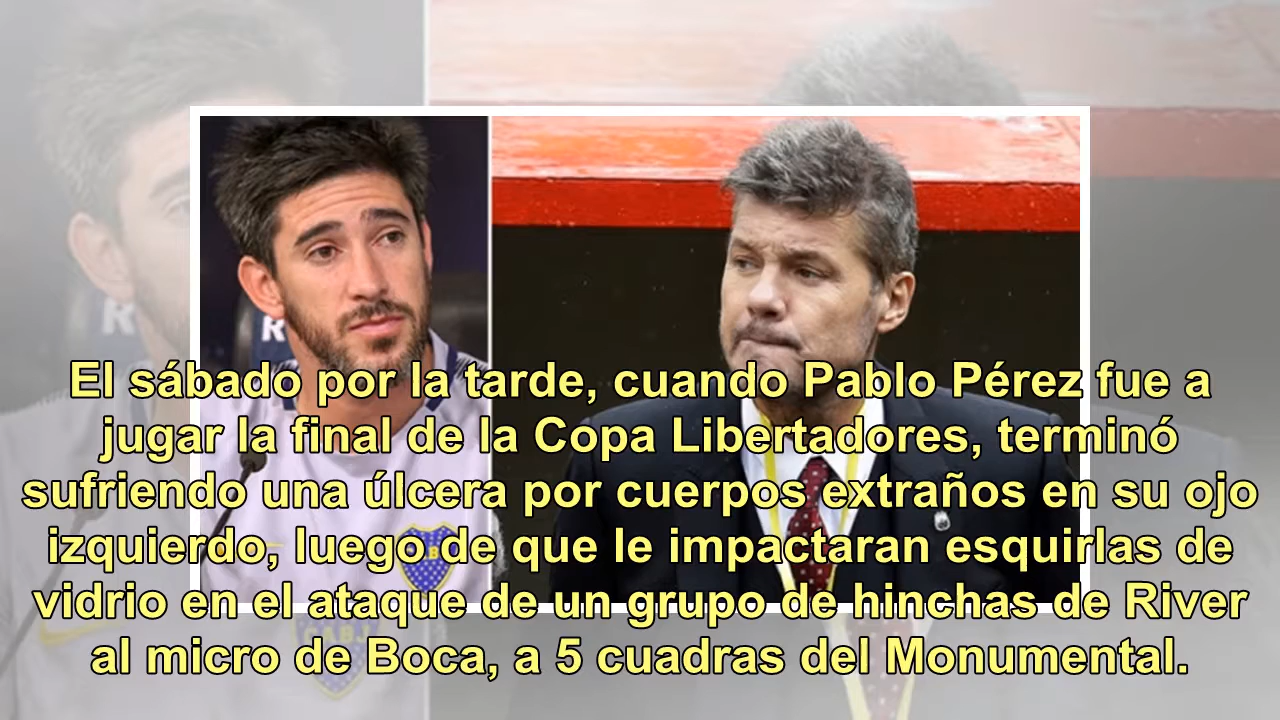 El sábado por la tarde, cuando Pablo Pérez fue a
jugar la final de la Copa Libertadores, terminó
sufriendo una úlcera por cuerpos extraños en su ojo
izquierdo, luego de que le impactaran esquirlas de
vidrio en el ataque de un grupo de hinchas de River
al micro de Boca, a 5 cuadras del Monumental.